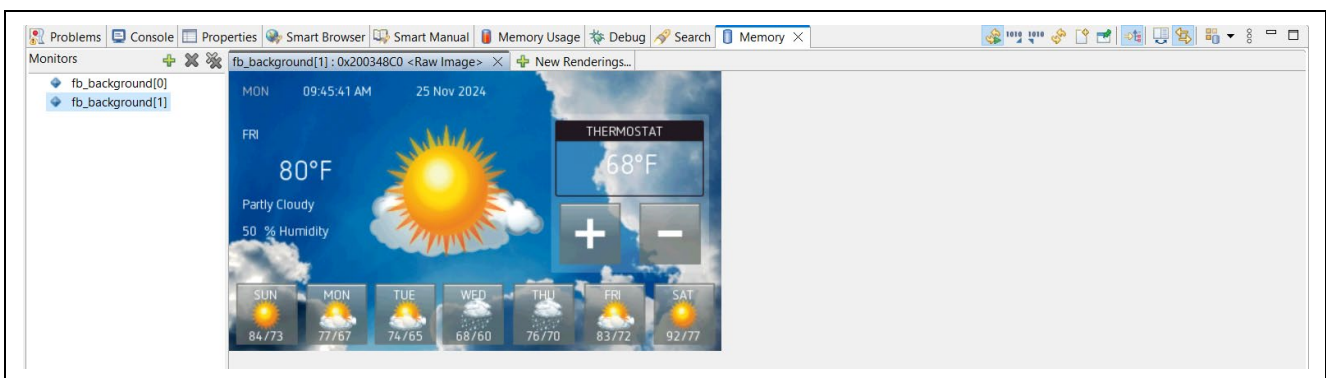 Problems Console Properties Smart Browser Smart Manual Memory Usage Debug Search Memory
Monitors
fb_background[1] : 0x200348C0 <Raw Image> New Renderings...
fb_background[0]
fb_background[1]
MON 09:45:41 AM 25 Nov 2024
FRI
80°F
Partly Cloudy
50 % Humidity
THERMOSTAT
68°F
+ −
SUN MON TUE WED THU FRI SAT
84/73 77/67 74/65 68/60 76/70 83/72 92/77